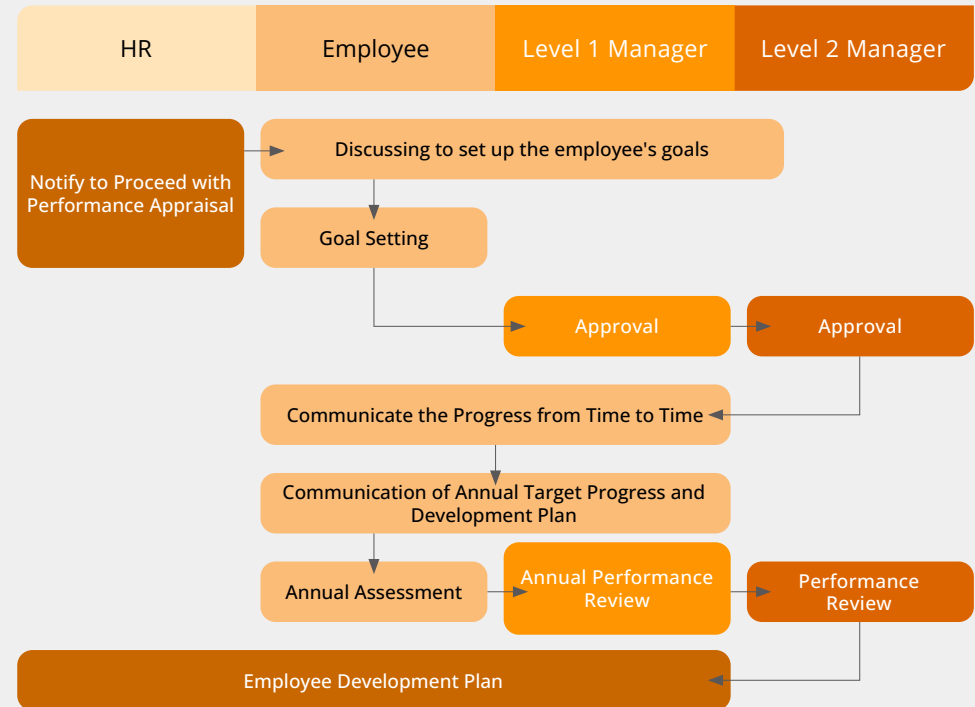 HR
Employee
Level 1 Manager
Level 2 Manager
Notify to Proceed with
Performance Appraisal
Discussing to set up the employee's goals
Goal Setting
Approval
Approval
Communicate the Progress from Time to Time
Communication of Annual Target Progress and
Development Plan
Annual Assessment
Annual Performance
Review
Performance
Review
Employee Development Plan